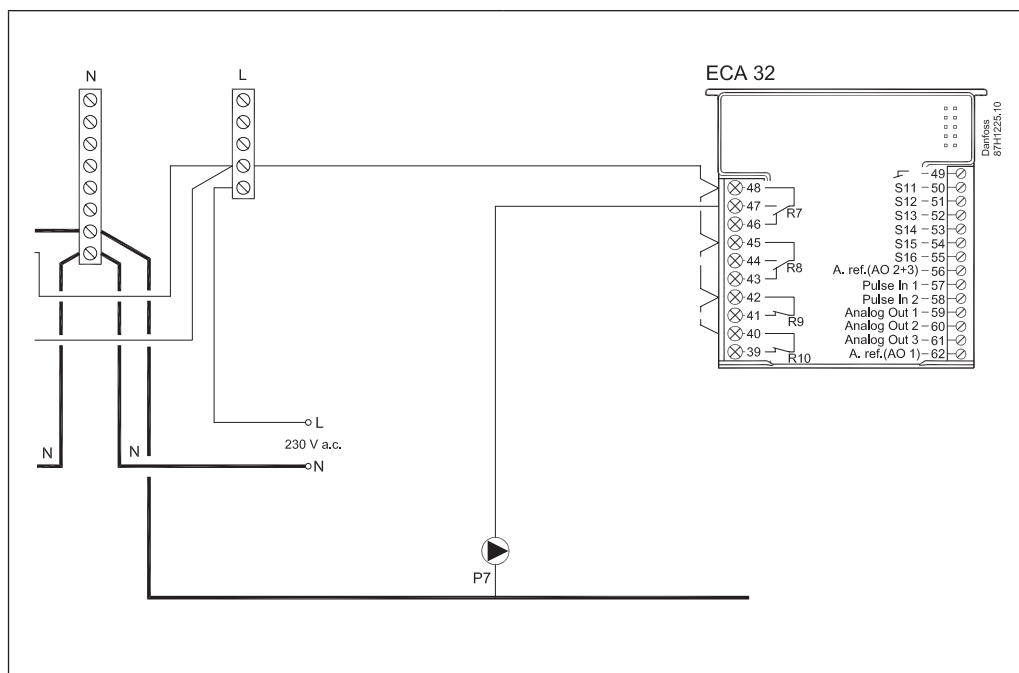 ECA 32
N
L
Danfoss
87H1225.10
48
47
46
R7
45
44
43
R8
42
41
R9
40
39
R10
49
S11 – 50
S12 – 51
S13 – 52
S14 – 53
S15 – 54
S16 – 55
A. ref.(AO 2+3) – 56
Pulse In 1 – 57
Pulse In 2 – 58
Analog Out 1 – 59
Analog Out 2 – 60
Analog Out 3 – 61
A. ref.(AO 1) – 62
L
230 V a.c.
N
N
N
P7